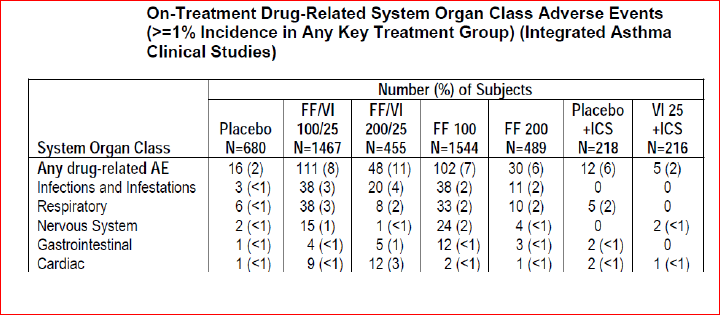 On-Treatment Drug-Related System Organ Class Adverse Events
(>=1% Incidence in Any Key Treatment Group) (Integrated Asthma
Clinical Studies)
Number (%) of Subjects
System Organ Class Placebo N=680 FF/VI 100/25 N=1467 FF/VI 200/25 N=455 FF 100 N=1544 FF 200 N=489 Placebo +ICS N=218 VI 25 +ICS N=216
Any drug-related AE 16 (2) 111 (8) 48 (11) 102 (7) 30 (6) 12 (6) 5 (2)
Infections and Infestations 3 (<1) 38 (3) 20 (4) 38 (2) 11 (2) 0 0
Respiratory 6 (<1) 38 (3) 8 (2) 33 (2) 10 (2) 5 (2) 0
Nervous System 2 (<1) 15 (1) 1 (<1) 24 (2) 4 (<1) 0 2 (<1)
Gastrointestinal 1 (<1) 4 (<1) 5 (1) 12 (<1) 3 (<1) 2 (<1) 0
Cardiac 1 (<1) 9 (<1) 12 (3) 2 (<1) 1 (<1) 2 (<1) 1 (<1)